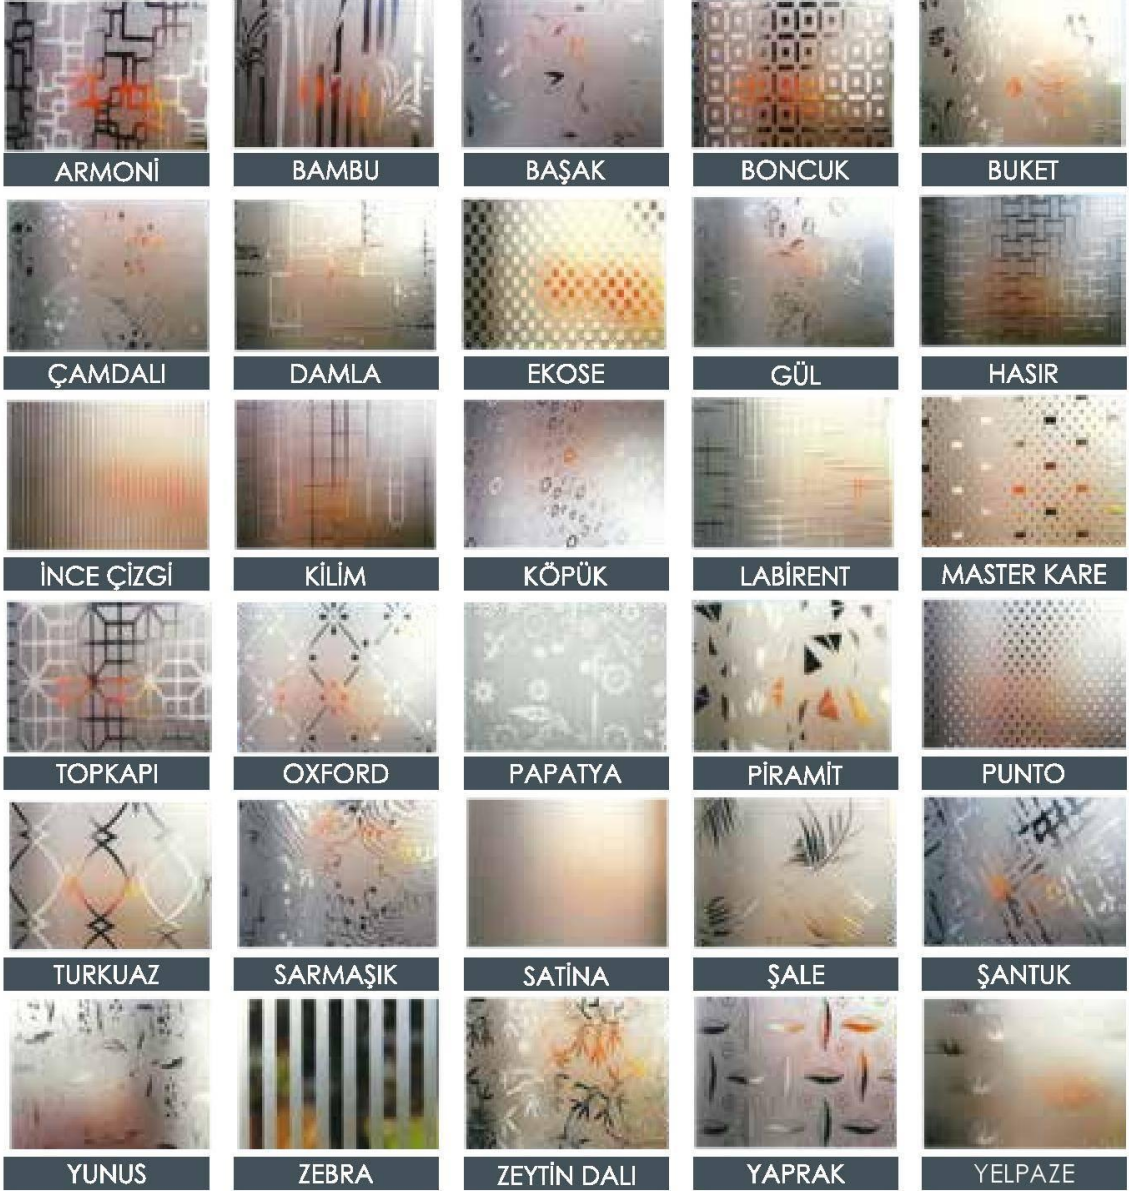 ARMONİ
BAMBU
BAŞAK
BONCUK
BUKET
ÇAMDALI
DAMLA
EKOSE
GÜL
HASIR
İNCE ÇİZGİ
KİLİM
KÖPÜK
LABİRENT
MASTER KARE
TOPKAPI
OXFORD
PAPATYA
PİRAMİT
PUNTO
TURKUAZ
SARMAŞIK
SATİNA
ŞALE
ŞANTUK
YUNUS
ZEBRA
ZEYTİN DALI
YAPRAK
YELPAZE